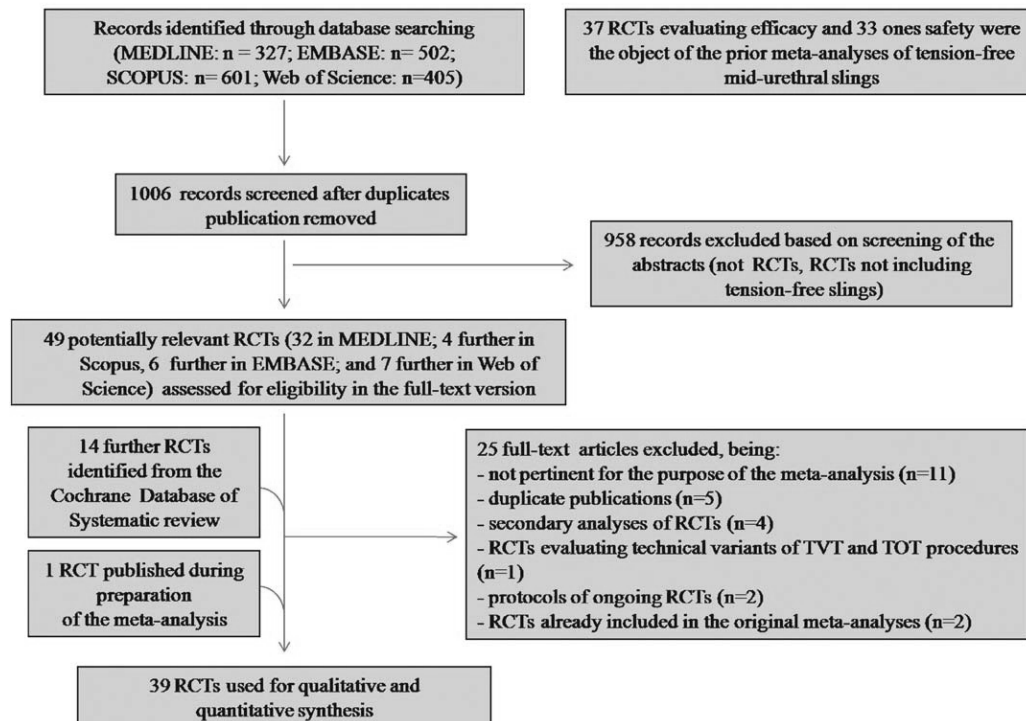 Records identified through database searching
(MEDLINE: n = 327; EMBASE: n= 502;
SCOPUS: n= 601; Web of Science: n=405)
37 RCTs evaluating efficacy and 33 ones safety were
the object of the prior meta-analyses of tension-free
mid-urethral slings
1006 records screened after duplicates
publication removed
958 records excluded based on screening of the
abstracts (not RCTs, RCTs not including
tension-free slings)
49 potentially relevant RCTs (32 in MEDLINE; 4 further in
Scopus, 6 further in EMBASE; and 7 further in Web of
Science) assessed for eligibility in the full-text version
14 further RCTs
identified from the
Cochrane Database of
Systematic review
25 full-text articles excluded, being:
- not pertinent for the purpose of the meta-analysis (n=11)
- duplicate publications (n=5)
- secondary analyses of RCTs (n=4)
- RCTs evaluating technical variants of TVT and TOT procedures
(n=1)
- protocols of ongoing RCTs (n=2)
- RCTs already included in the original meta-analyses (n=2)
1 RCT published during
preparation
of the meta-analysis
39 RCTs used for qualitative and
quantitative synthesis